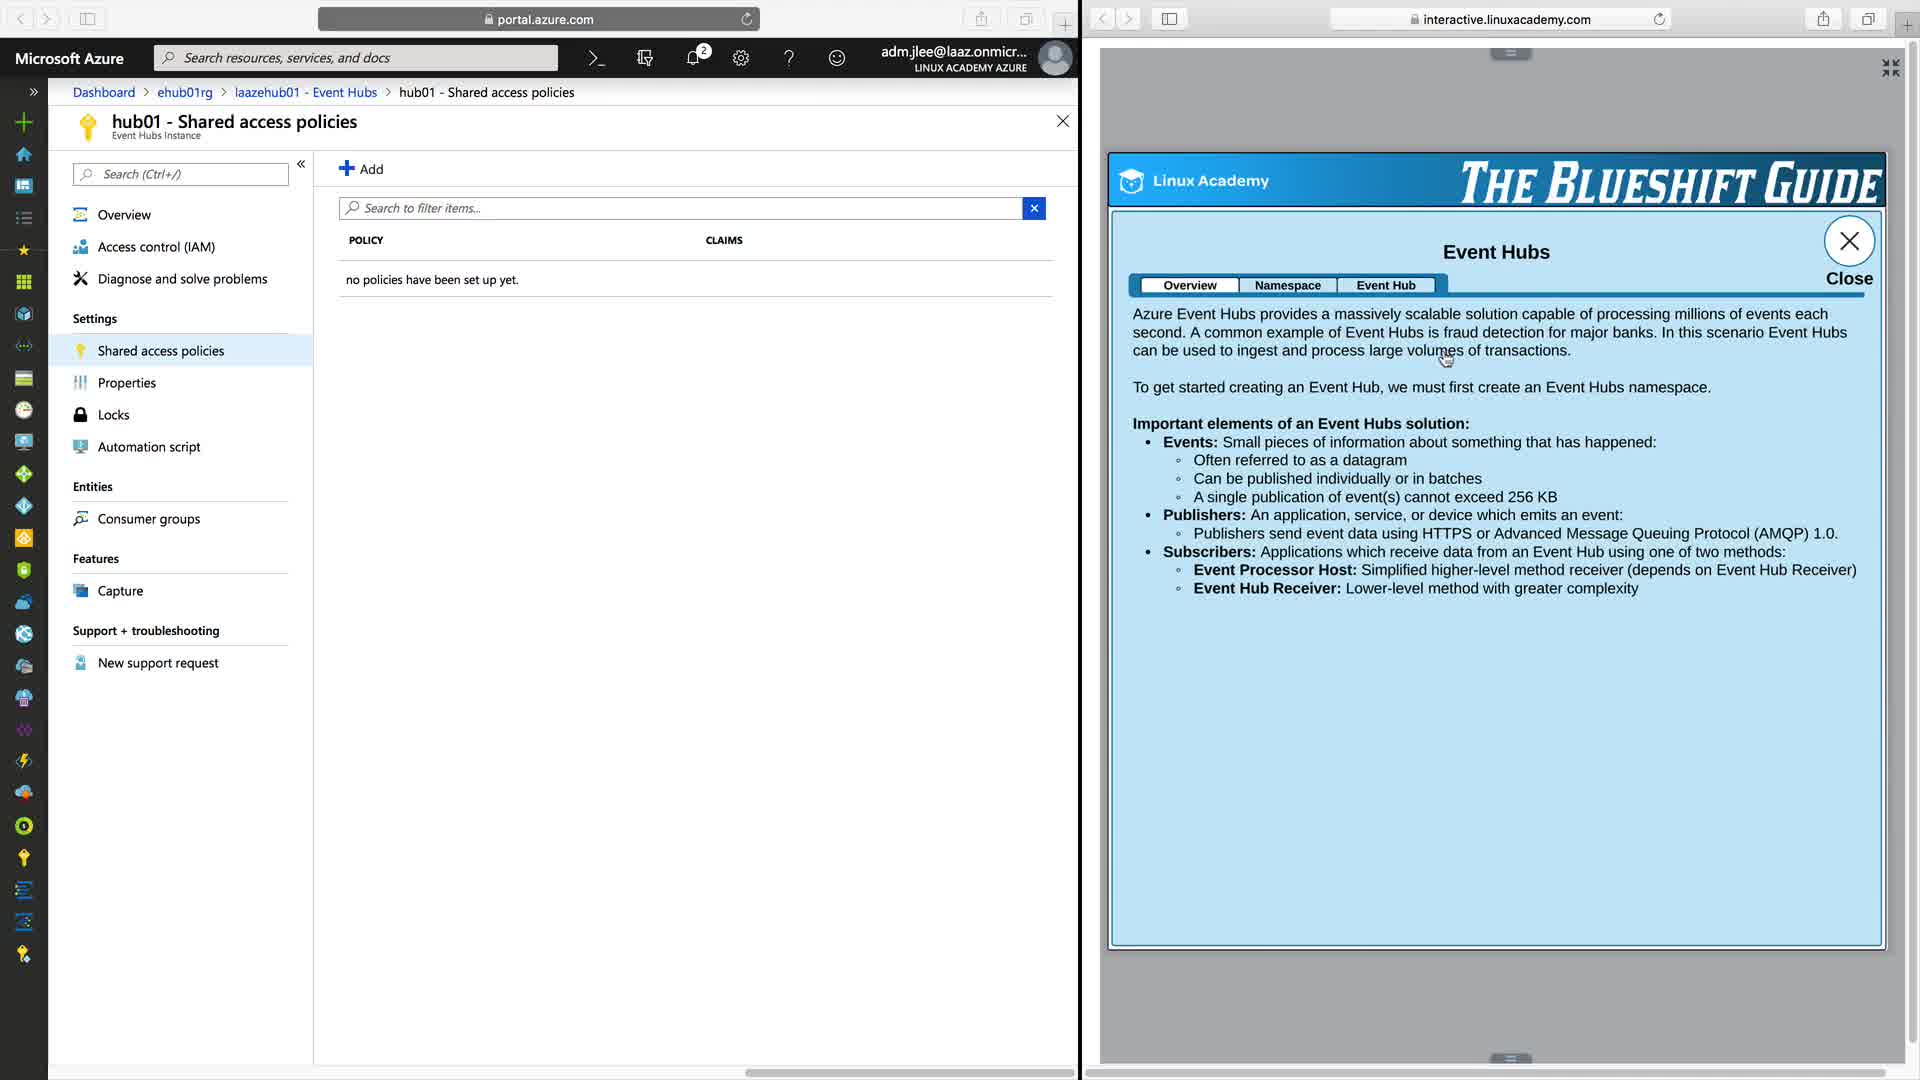 portal.azure.com
Microsoft Azure
Search resources, services, and docs
2
adm.jlee@laaz.onmicr...
LINUX ACADEMY AZURE
Dashboard > ehub01rg > laazehub01 - Event Hubs > hub01 - Shared access policies
hub01 - Shared access policies
Event Hubs Instance
Search (Ctrl+/)
Overview
Access control (IAM)
Diagnose and solve problems
Settings
Shared access policies
Properties
Locks
Automation script
Entities
Consumer groups
Features
Capture
Support + troubleshooting
New support request
Add
Search to filter items...
POLICY CLAIMS
no policies have been set up yet.
interactive.linuxacademy.com
Linux Academy
THE BLUESHIFT GUIDE
Event Hubs
Close
Overview Namespace Event Hub
Azure Event Hubs provides a massively scalable solution capable of processing millions of events each
second. A common example of Event Hubs is fraud detection for major banks. In this scenario Event Hubs
can be used to ingest and process large volumes of transactions.
To get started creating an Event Hub, we must first create an Event Hubs namespace.
Important elements of an Event Hubs solution:
• Events: Small pieces of information about something that has happened:
◦ Often referred to as a datagram
◦ Can be published individually or in batches
◦ A single publication of event(s) cannot exceed 256 KB
• Publishers: An application, service, or device which emits an event:
◦ Publishers send event data using HTTPS or Advanced Message Queuing Protocol (AMQP) 1.0.
• Subscribers: Applications which receive data from an Event Hub using one of two methods:
◦ Event Processor Host: Simplified higher-level method receiver (depends on Event Hub Receiver)
◦ Event Hub Receiver: Lower-level method with greater complexity